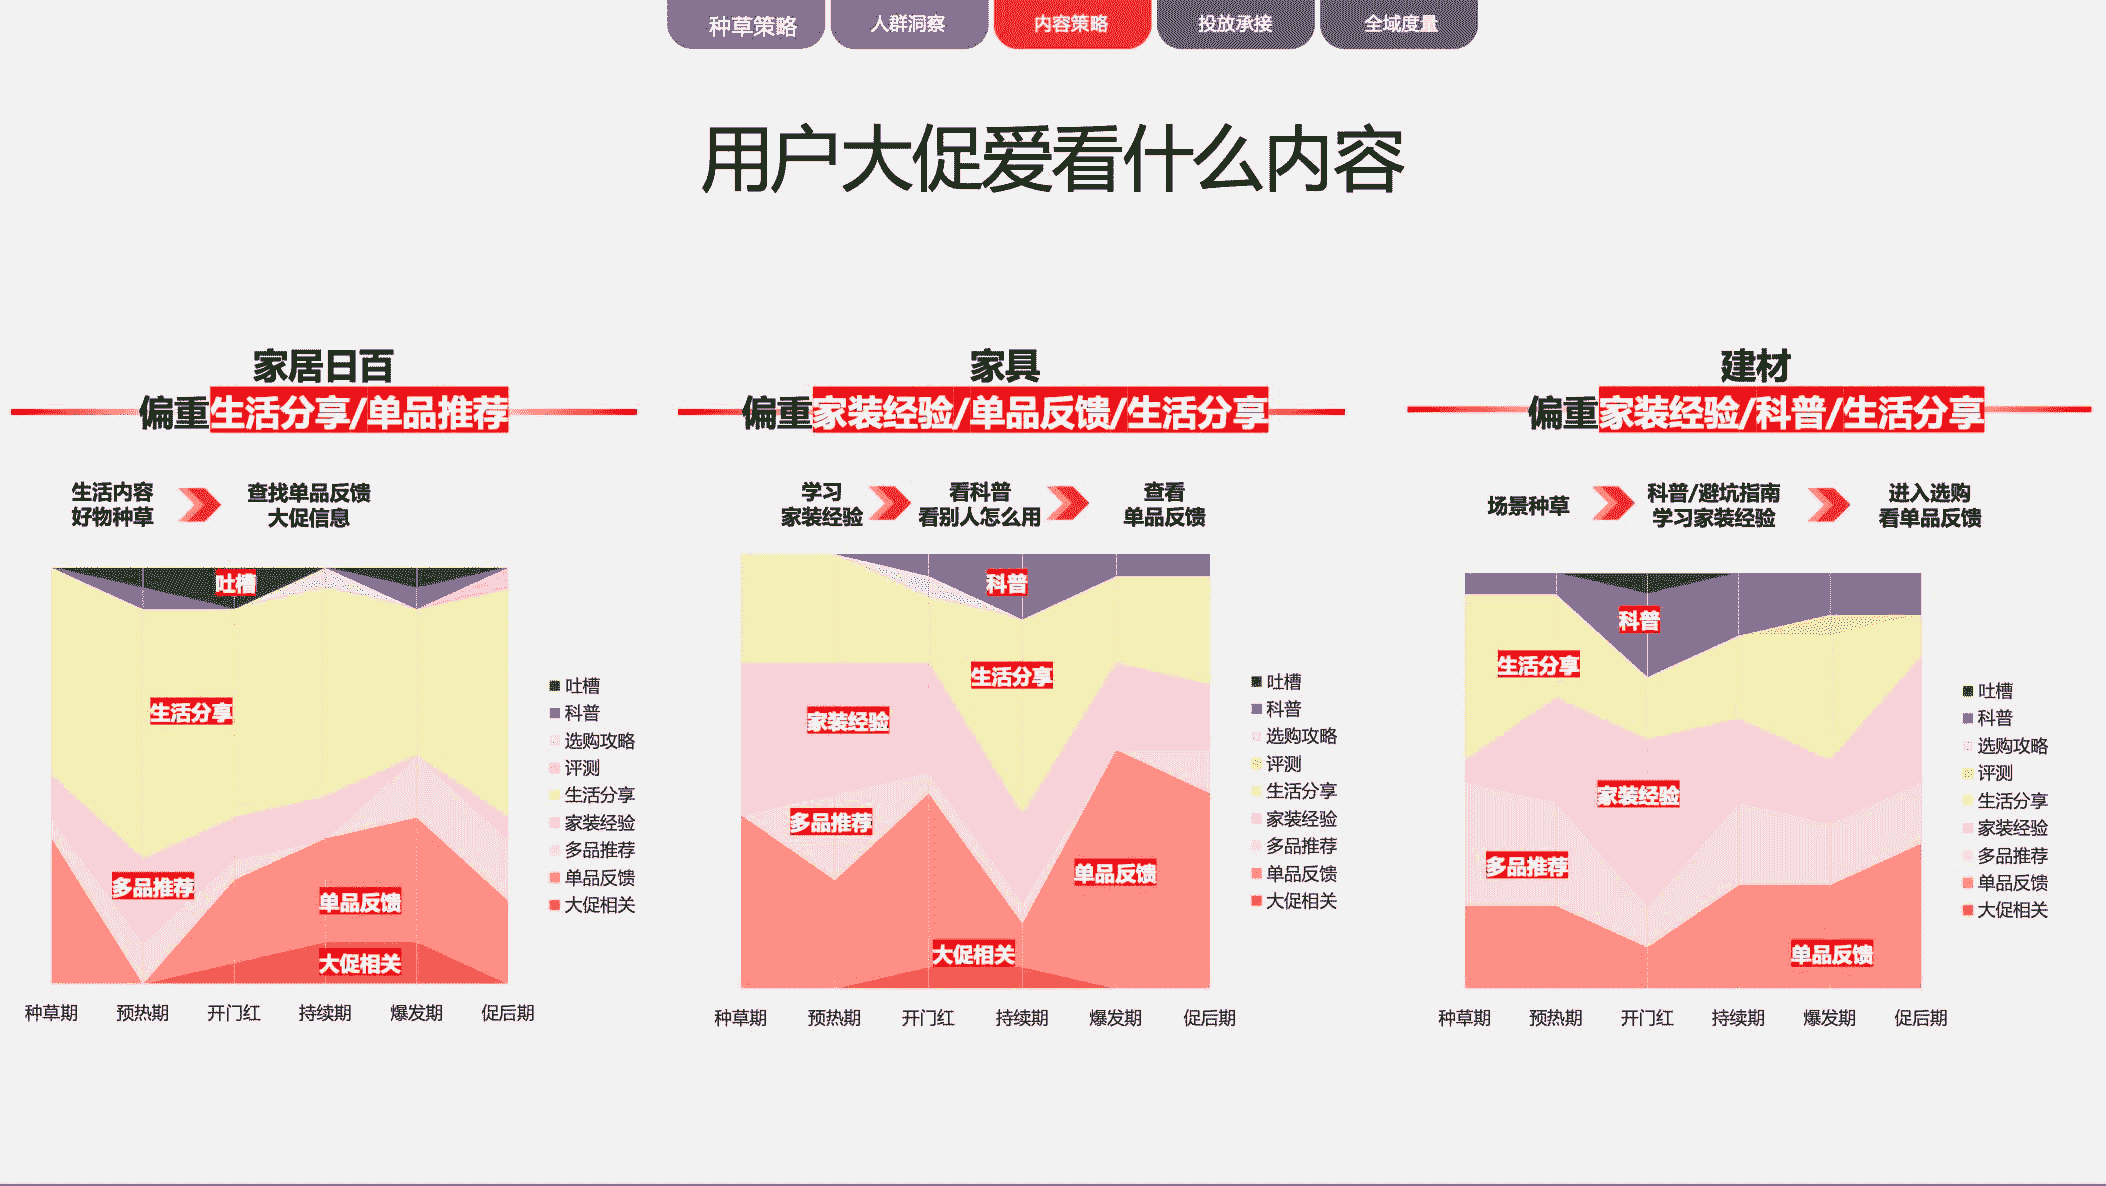 种草策略
人群洞察
内容策略
投放承接
全域度量
用户大促爱看什么内容
家居日百
偏重生活分享/单品推荐
生活内容
好物种草
查找单品反馈
大促信息
吐槽
生活分享
多品推荐
单品反馈
大促相关
吐槽
科普
选购攻略
评测
生活分享
家装经验
多品推荐
单品反馈
大促相关
种草期
预热期
开门红
持续期
爆发期
促后期
家具
偏重家装经验/单品反馈/生活分享
学习
家装经验
看科普
看别人怎么用
查看
单品反馈
科普
生活分享
家装经验
多品推荐
单品反馈
大促相关
吐槽
科普
选购攻略
评测
生活分享
家装经验
多品推荐
单品反馈
大促相关
种草期
预热期
开门红
持续期
爆发期
促后期
建材
偏重家装经验/科普/生活分享
场景种草
科普/避坑指南
学习家装经验
进入选购
看单品反馈
科普
生活分享
家装经验
多品推荐
单品反馈
吐槽
科普
选购攻略
评测
生活分享
家装经验
多品推荐
单品反馈
大促相关
种草期
预热期
开门红
持续期
爆发期
促后期